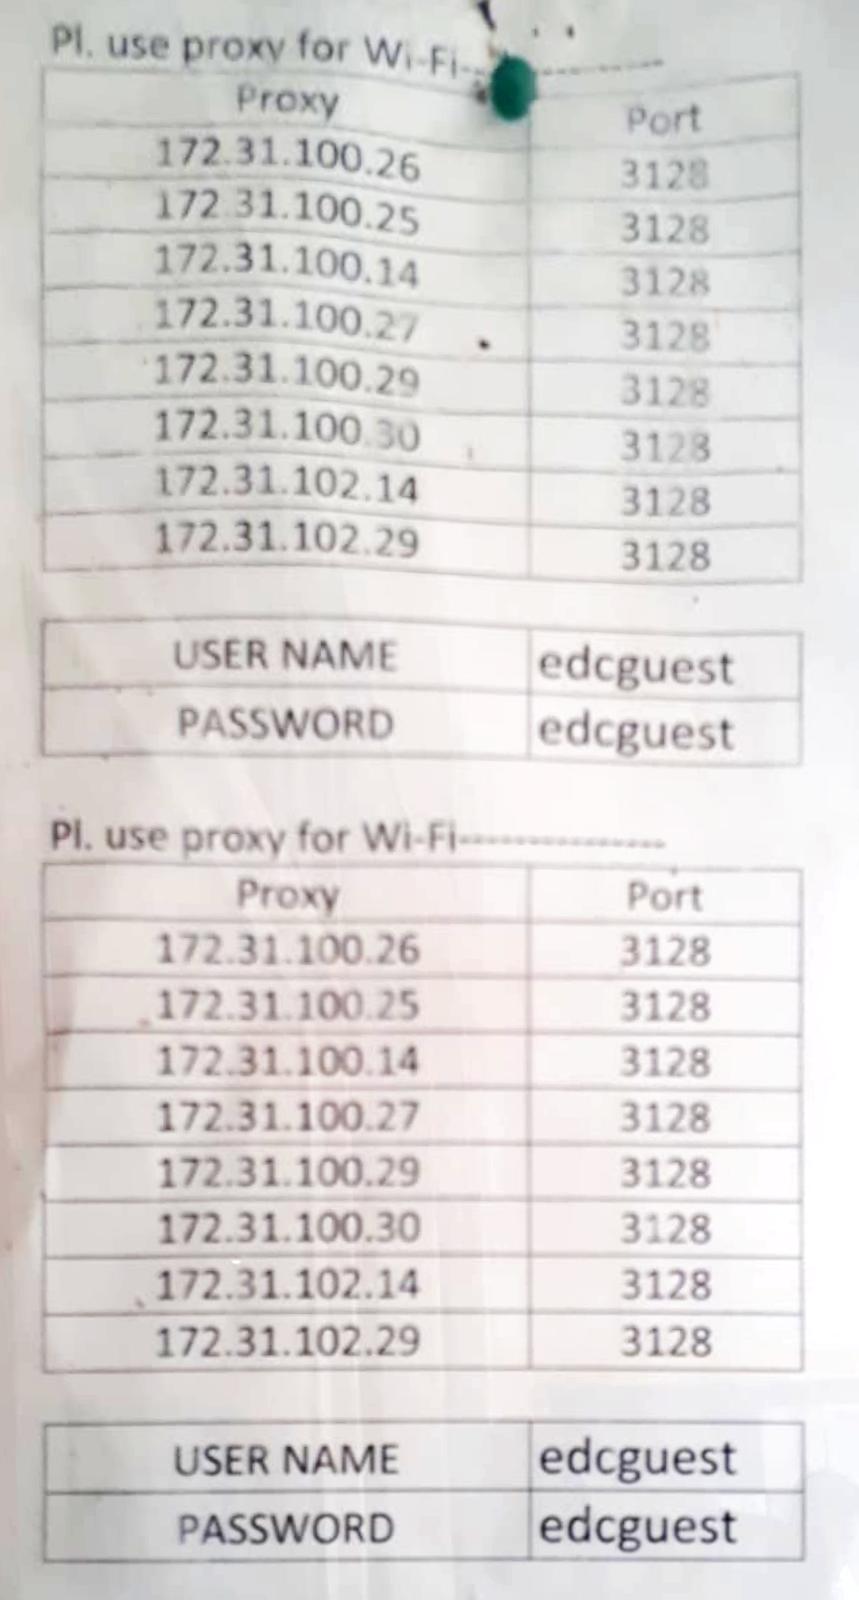 Pl. use proxy for Wi-Fi---------------
Proxy Port
172.31.100.26 3128
172.31.100.25 3128
172.31.100.14 3128
172.31.100.27 3128
172.31.100.29 3128
172.31.100.30 3128
172.31.102.14 3128
172.31.102.29 3128
USER NAME edcguest
PASSWORD edcguest
Pl. use proxy for Wi-Fi---------------
Proxy Port
172.31.100.26 3128
172.31.100.25 3128
172.31.100.14 3128
172.31.100.27 3128
172.31.100.29 3128
172.31.100.30 3128
172.31.102.14 3128
172.31.102.29 3128
USER NAME edcguest
PASSWORD edcguest